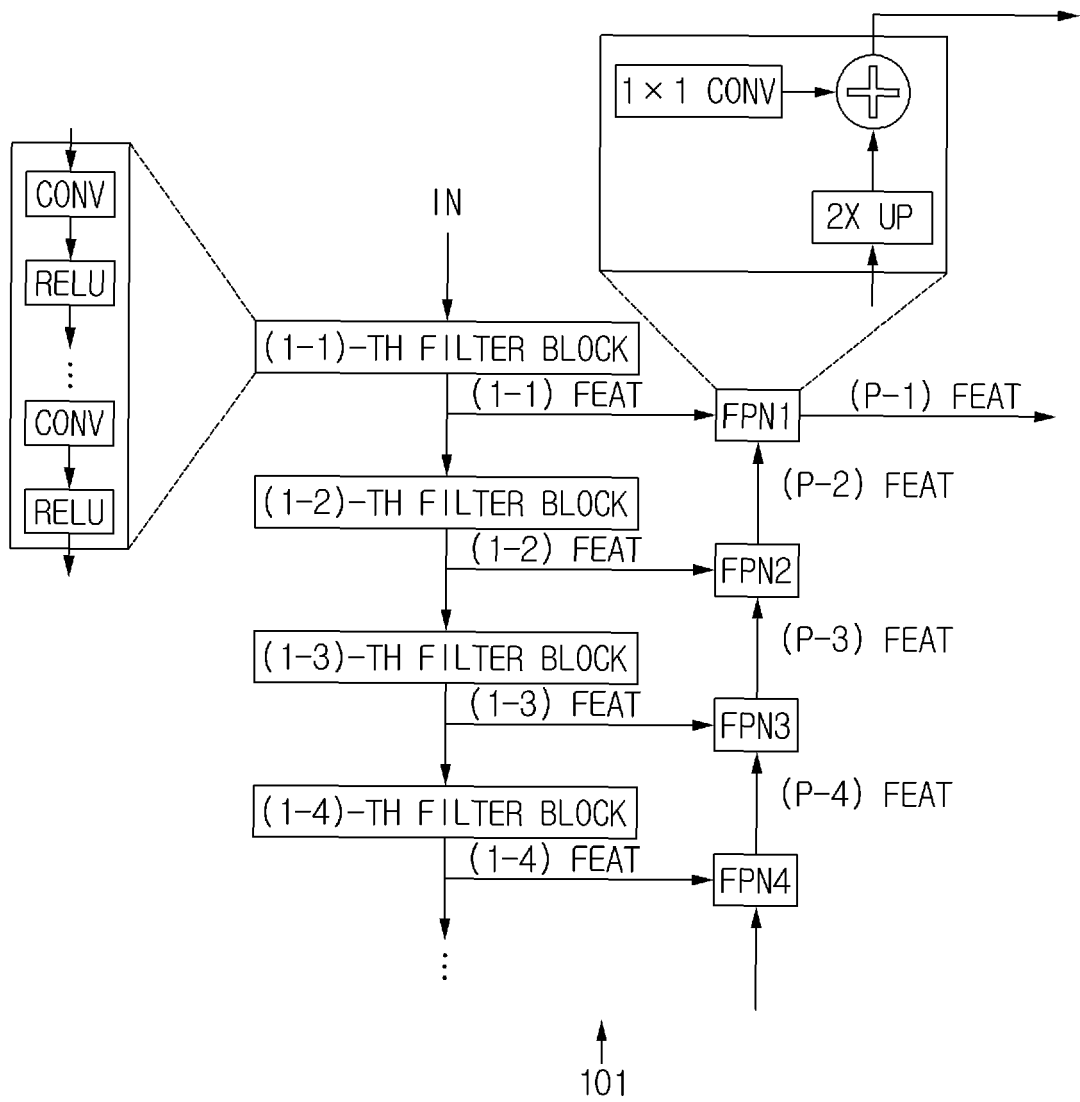 1×1 CONV
2X UP
CONV
RELU
⋮
CONV
RELU
IN
(1-1)-TH FILTER BLOCK
(1-1) FEAT
FPN1
(P-1) FEAT
(P-2) FEAT
(1-2)-TH FILTER BLOCK
(1-2) FEAT
FPN2
(P-3) FEAT
(1-3)-TH FILTER BLOCK
(1-3) FEAT
FPN3
(P-4) FEAT
(1-4)-TH FILTER BLOCK
(1-4) FEAT
FPN4
⋮
101